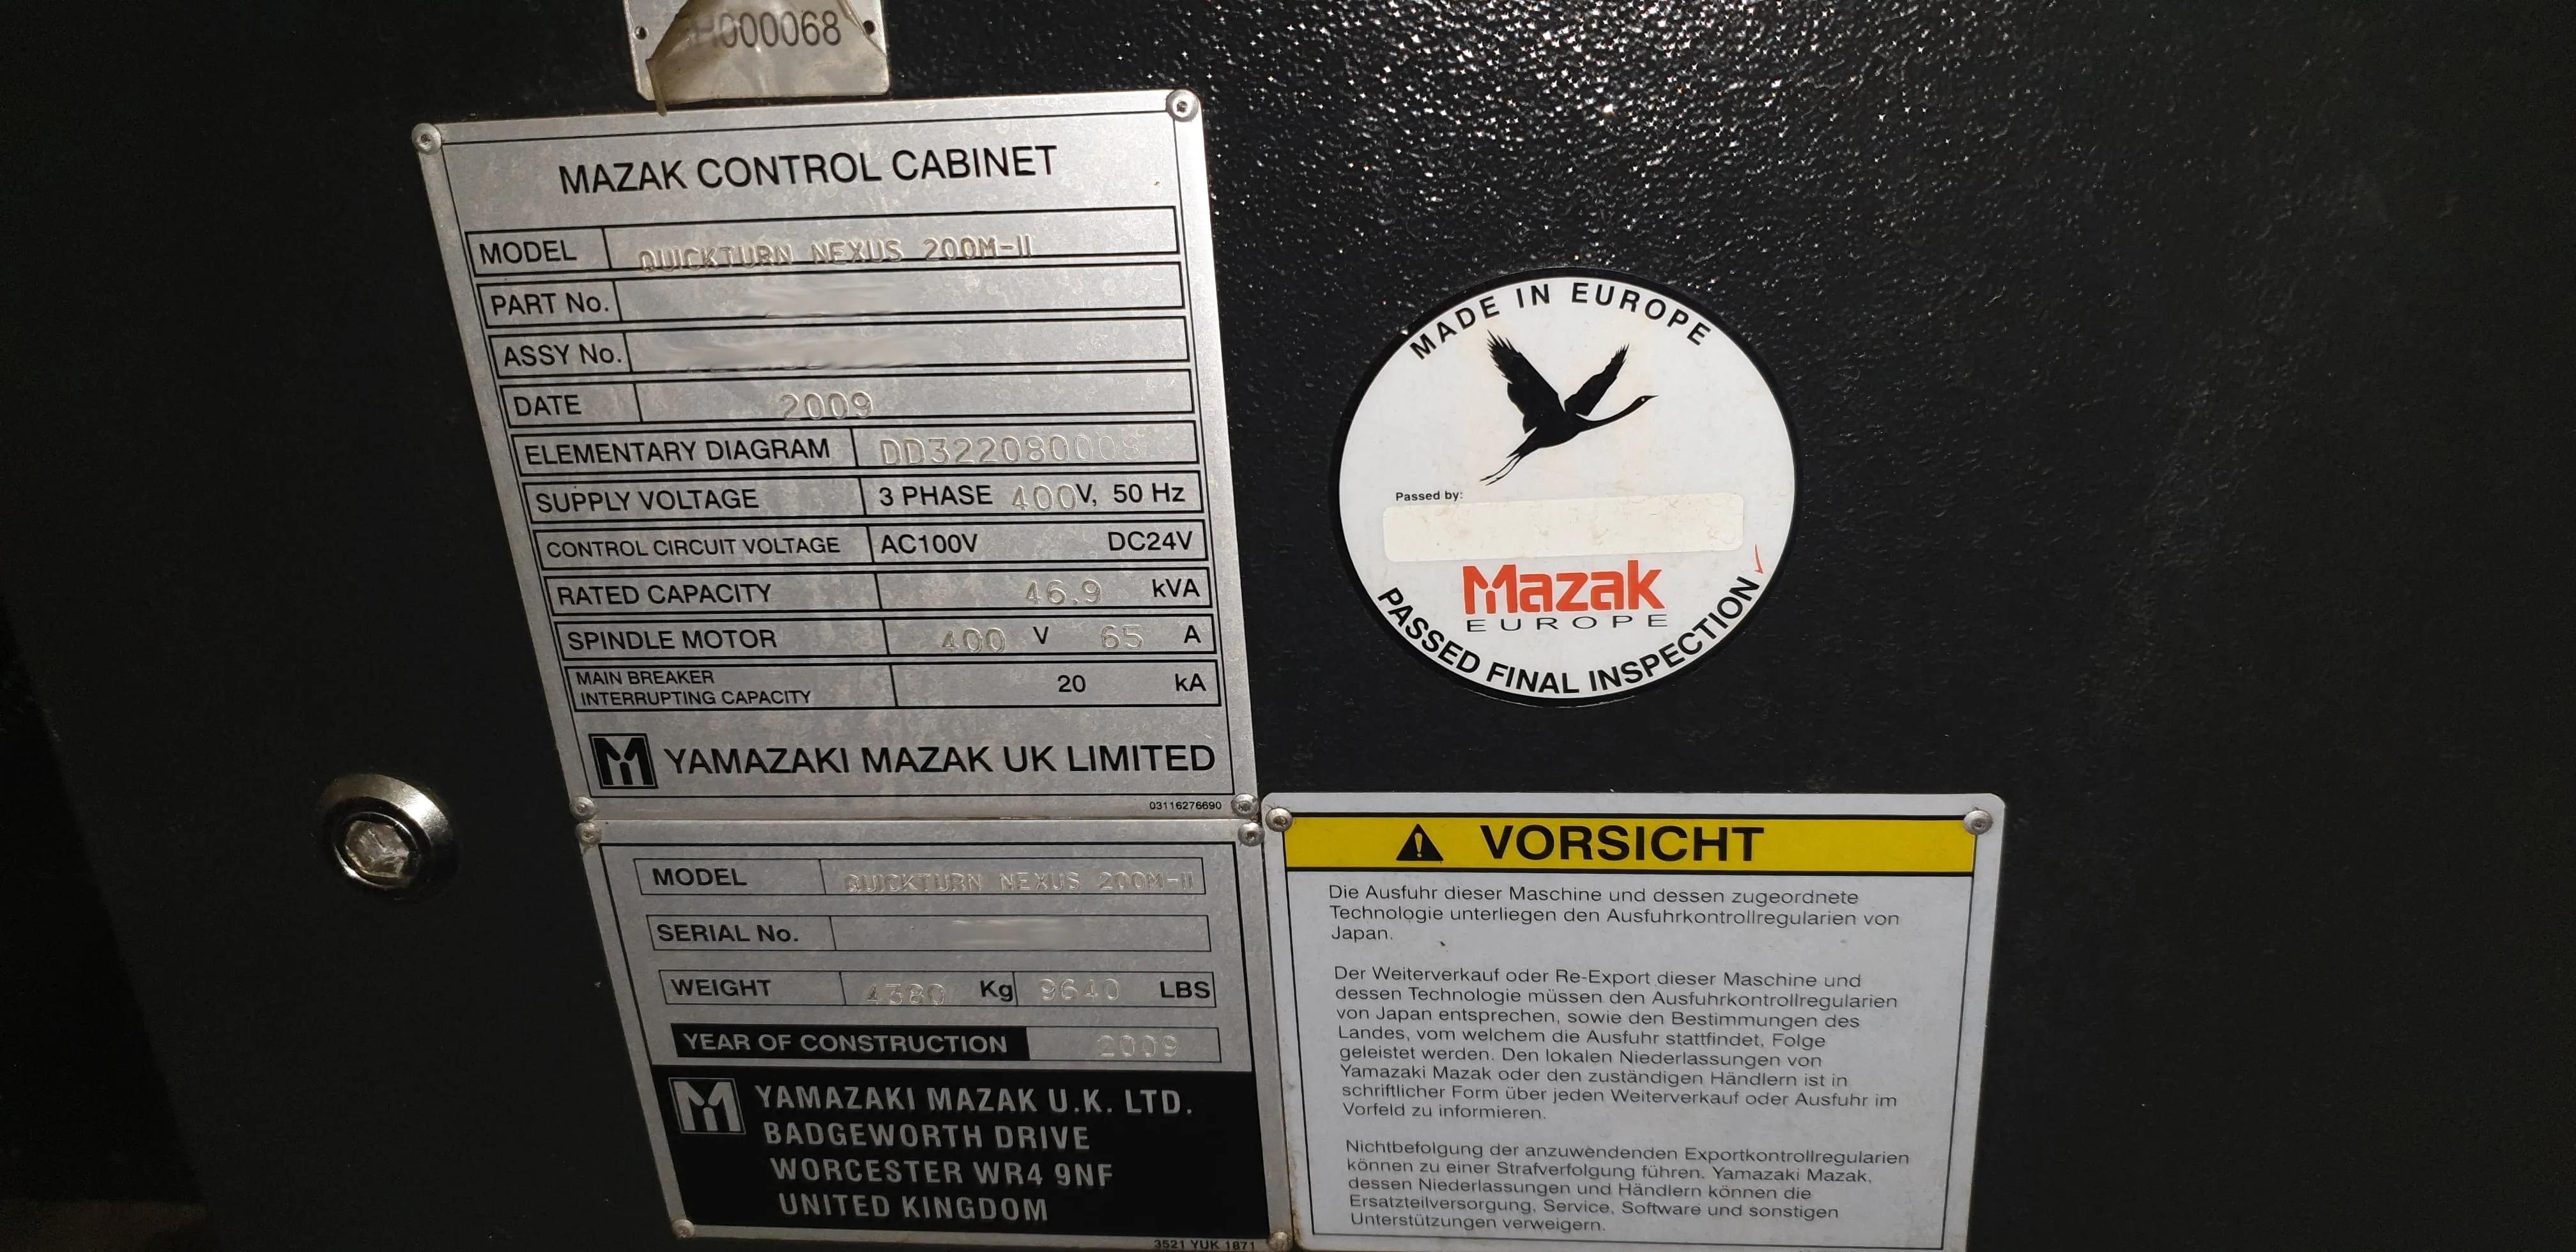 000068
MAZAK CONTROL CABINET
MODEL QUICKTURN NEXUS 200M-II
PART No.
ASSY No.
DATE 2009
ELEMENTARY DIAGRAM
SUPPLY VOLTAGE 3 PHASE 400V, 50 Hz
CONTROL CIRCUIT VOLTAGE AC100V DC24V
RATED CAPACITY 46.9 kVA
SPINDLE MOTOR 400 V 65 A
MAIN BREAKER
INTERRUPTING CAPACITY 20 kA
YAMAZAKI MAZAK UK LIMITED
03116276690
MODEL QUICKTURN NEXUS 200M-II
SERIAL No.
WEIGHT 4380 Kg 9640 LBS
YEAR OF CONSTRUCTION 2009
YAMAZAKI MAZAK U.K. LTD.
BADGEWORTH DRIVE
WORCESTER WR4 9NF
UNITED KINGDOM
3521 YUK 1871
MADE IN EUROPE
Passed by:
Mazak
EUROPE
PASSED FINAL INSPECTION
VORSICHT
Die Ausfuhr dieser Maschine und dessen zugeordnete
Technologie unterliegen den Ausfuhrkontrollregularien von
Japan.
Der Weiterverkauf oder Re-Export dieser Maschine und
dessen Technologie müssen den Ausfuhrkontrollregularien
von Japan entsprechen, sowie den Bestimmungen des
Landes, vom welchem die Ausfuhr stattfindet, Folge
geleistet werden. Den lokalen Niederlassungen von
Yamazaki Mazak oder den zuständigen Händlern ist in
schriftlicher Form über jeden Weiterverkauf oder Ausfuhr im
Vorfeld zu informieren.
Nichtbefolgung der anzuwendenden Exportkontrollregularien
können zu einer Strafverfolgung führen. Yamazaki Mazak,
dessen Niederlassungen und Händlern können die
Ersatzteilversorgung, Service, Software und sonstigen
Unterstützungen verweigern.